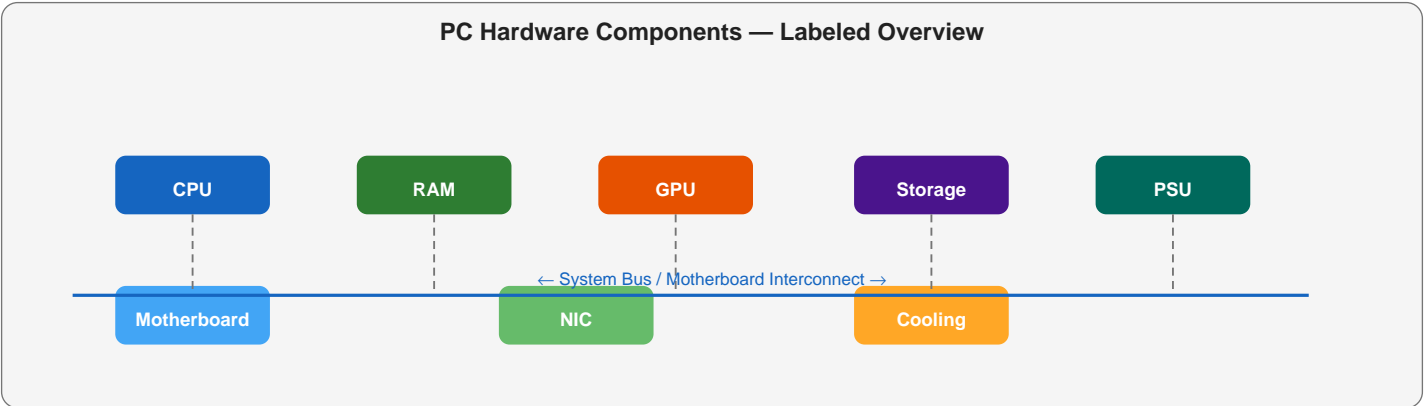 PC Hardware Components — Labeled Overview
CPU
RAM
GPU
Storage
PSU
← System Bus / Motherboard Interconnect →
Motherboard
NIC
Cooling